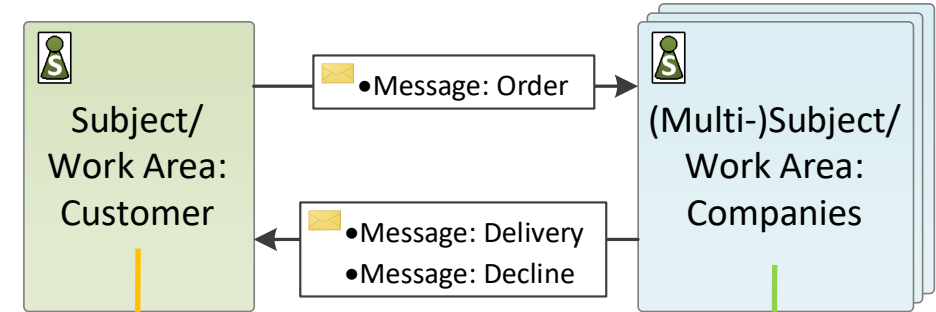 S
Subject/
Work Area:
Customer
•Message: Order
S
(Multi-)Subject/
Work Area:
Companies
•Message: Delivery
•Message: Decline